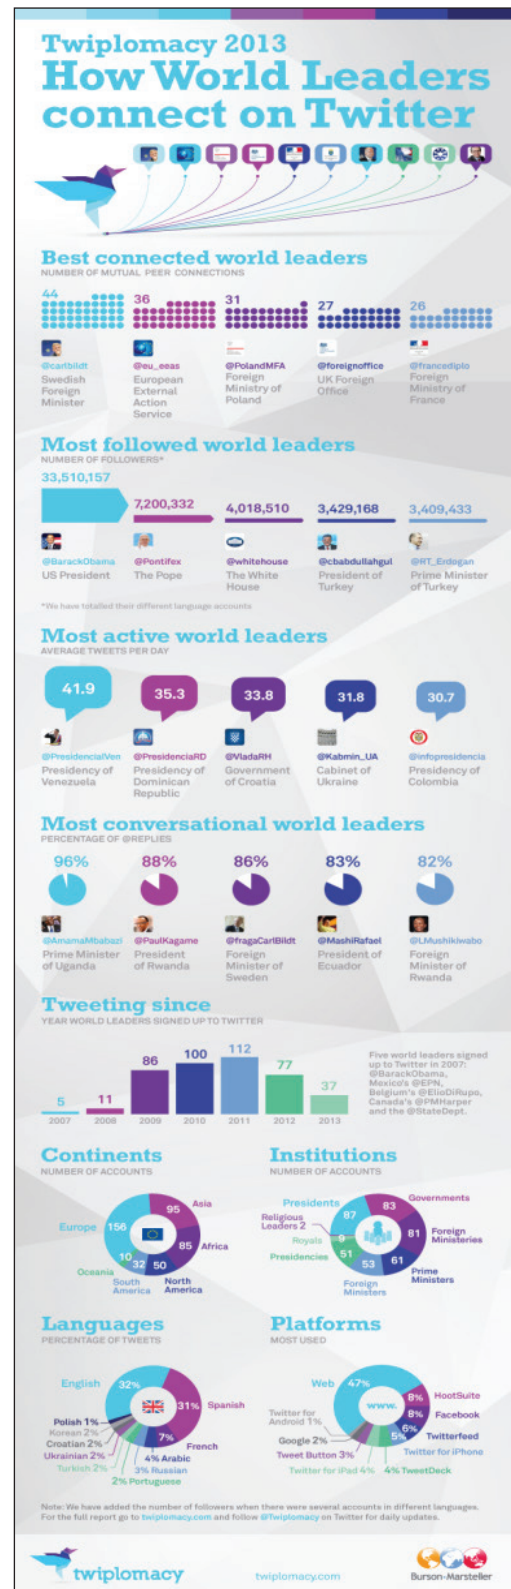 Twiplomacy 2013
How World Leaders
connect on Twitter
Best connected world leaders
NUMBER OF MUTUAL PEER CONNECTIONS
44 36 31 27 26
@carlbildt @eu_eeas @PolandMFA @foreignoffice @francediplo
Swedish Foreign Minister
European External Action Service
Foreign Ministry of Poland
UK Foreign Office
Foreign Ministry of France
Most followed world leaders
NUMBER OF FOLLOWERS*
33,510,157
7,200,332 4,018,510 3,429,168 3,409,433
@BarackObama @Pontifex @whitehouse @cbabdullahgul @RT_Erdogan
US President
The Pope
The White House
President of Turkey
Prime Minister of Turkey
*We have totalled their different language accounts
Most active world leaders
AVERAGE TWEETS PER DAY
41.9 35.3 33.8 31.8 30.7
@PresidencialVen @PresidenciaRD @VladaRH @Kabmin_UA @infopresidencia
Presidency of Venezuela
Presidency of Dominican Republic
Government of Croatia
Cabinet of Ukraine
Presidency of Colombia
Most conversational world leaders
PERCENTAGE OF @REPLIES
96% 88% 86% 83% 82%
@AmamaMbabazi @PaulKagame @fragaCarlBildt @MashiRafael @LMushikiwabo
Prime Minister of Uganda
President of Rwanda
Foreign Minister of Sweden
President of Ecuador
Foreign Minister of Rwanda
Tweeting since
YEAR WORLD LEADERS SIGNED UP TO TWITTER
5 11 86 100 112 77 37
2007 2008 2009 2010 2011 2012 2013
Five world leaders signed
up to Twitter in 2007:
@BarackObama,
Mexico's @EPN,
Belgium's @ElioDiRupo,
Canada's @PMHarper
and the @StateDept.
Continents
NUMBER OF ACCOUNTS
Europe 156
Asia 95
Africa 85
North America 50
South America 32
Oceania 10
Institutions
NUMBER OF ACCOUNTS
Presidents 87
Governments 83
Foreign Ministeries 81
Prime Ministers 61
Foreign Ministers 53
Presidencies 51
Royals 9
Religious Leaders 2
Languages
PERCENTAGE OF TWEETS
English 32%
Spanish 31%
French 7%
4% Arabic
3% Russian
2% Portuguese
Turkish 2%
Ukrainian 2%
Croatian 2%
Korean 2%
Polish 1%
Platforms
MOST USED
www.
Web 47%
8% HootSuite
8% Facebook
6% Twitterfeed
5% Twitter for iPhone
4% TweetDeck
Twitter for iPad 4%
Tweet Button 3%
Google 2%
Twitter for Android 1%
Note: We have added the number of followers when there were several accounts in different languages.
For the full report go to twiplomacy.com and follow @Twiplomacy on Twitter for daily updates.
twiplomacy
twiplomacy.com
Burson-Marsteller